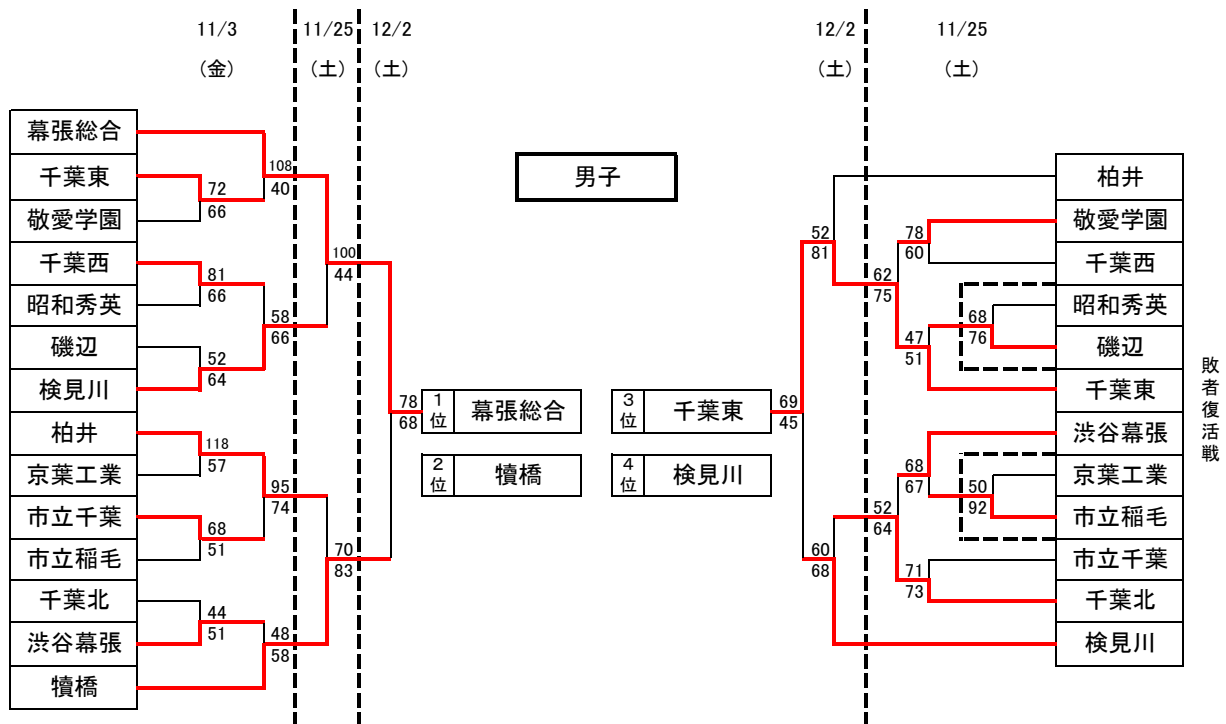 11/3
11/25
12/2
12/2
11/25
（金）
（土）
（土）
（土）
（土）
男子
幕張総合
千葉東
敬愛学園
千葉西
昭和秀英
磯辺
検見川
柏井
京葉工業
市立千葉
市立稲毛
千葉北
渋谷幕張
犢橋
72
66
81
66
52
64
118
57
68
51
44
51
108
40
58
66
95
74
48
58
100
44
70
83
78
68
1位
幕張総合
2位
犢橋
3位
千葉東
4位
検見川
69
45
52
81
60
68
62
75
52
64
78
60
47
51
68
67
71
73
68
76
50
92
柏井
敬愛学園
千葉西
昭和秀英
磯辺
千葉東
渋谷幕張
京葉工業
市立稲毛
市立千葉
千葉北
検見川
敗者復活戦